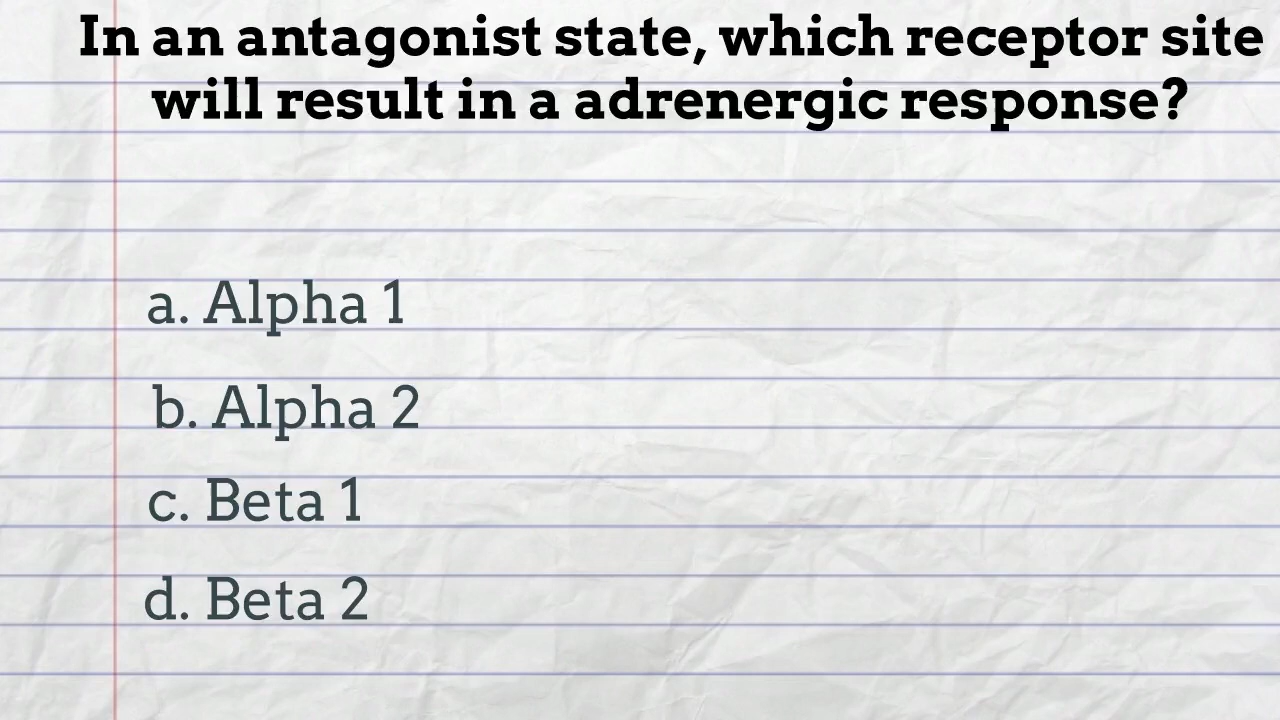 In an antagonist state, which receptor site
will result in a adrenergic response?
a. Alpha 1
b. Alpha 2
c. Beta 1
d. Beta 2